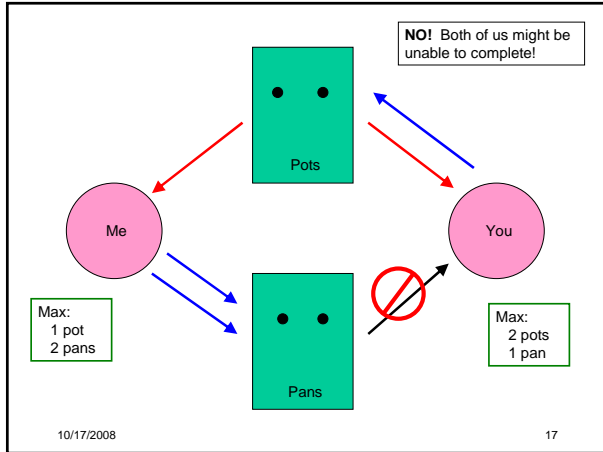 NO! Both of us might be
unable to complete!
Pots
Me
You
Max:
1 pot
2 pans
Max:
2 pots
1 pan
Pans
10/17/2008
17